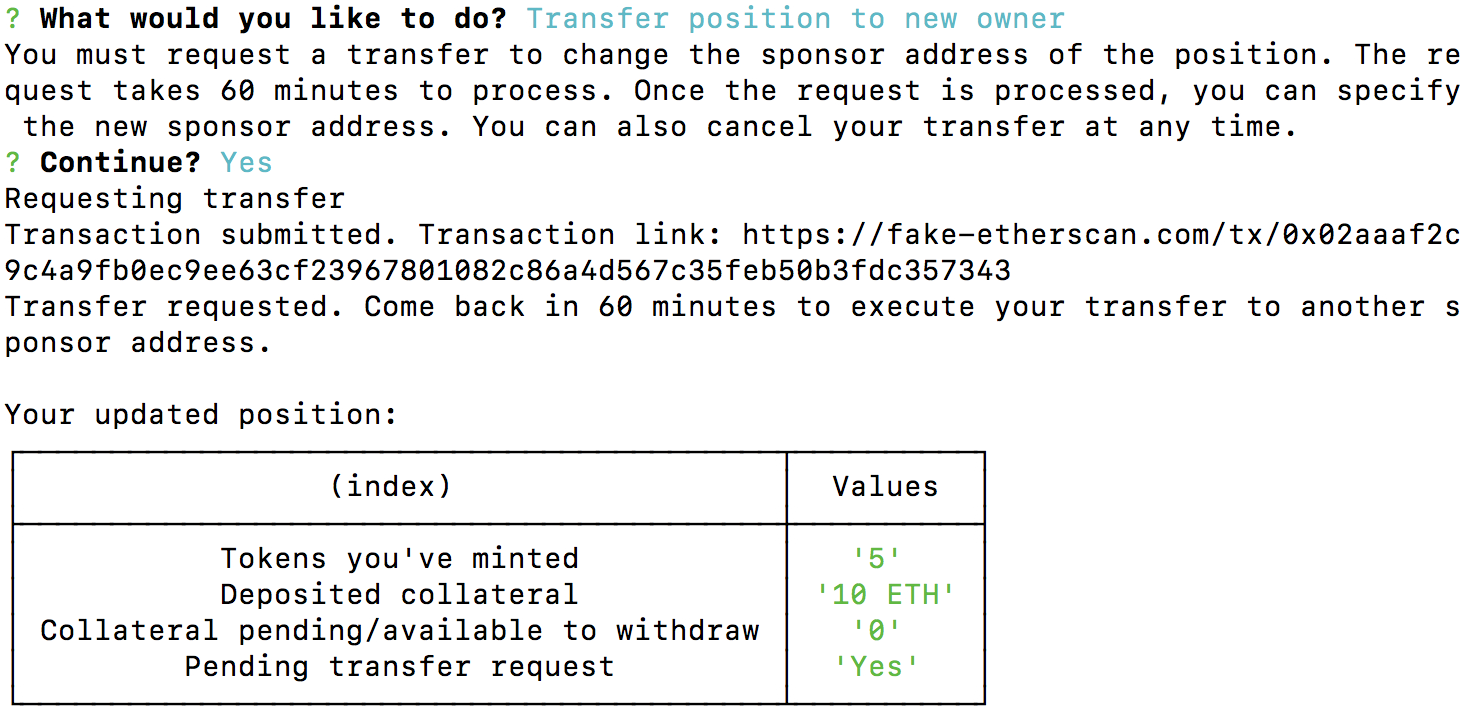 ? What would you like to do? Transfer position to new owner
You must request a transfer to change the sponsor address of the position. The re
quest takes 60 minutes to process. Once the request is processed, you can specify
 the new sponsor address. You can also cancel your transfer at any time.
? Continue? Yes
Requesting transfer
Transaction submitted. Transaction link: https://fake-etherscan.com/tx/0x02aaaf2c
9c4a9fb0ec9ee63cf23967801082c86a4d567c35feb50b3fdc357343
Transfer requested. Come back in 60 minutes to execute your transfer to another s
ponsor address.
Your updated position:
(index) Values
Tokens you've minted '5'
Deposited collateral '10 ETH'
Collateral pending/available to withdraw '0'
Pending transfer request 'Yes'